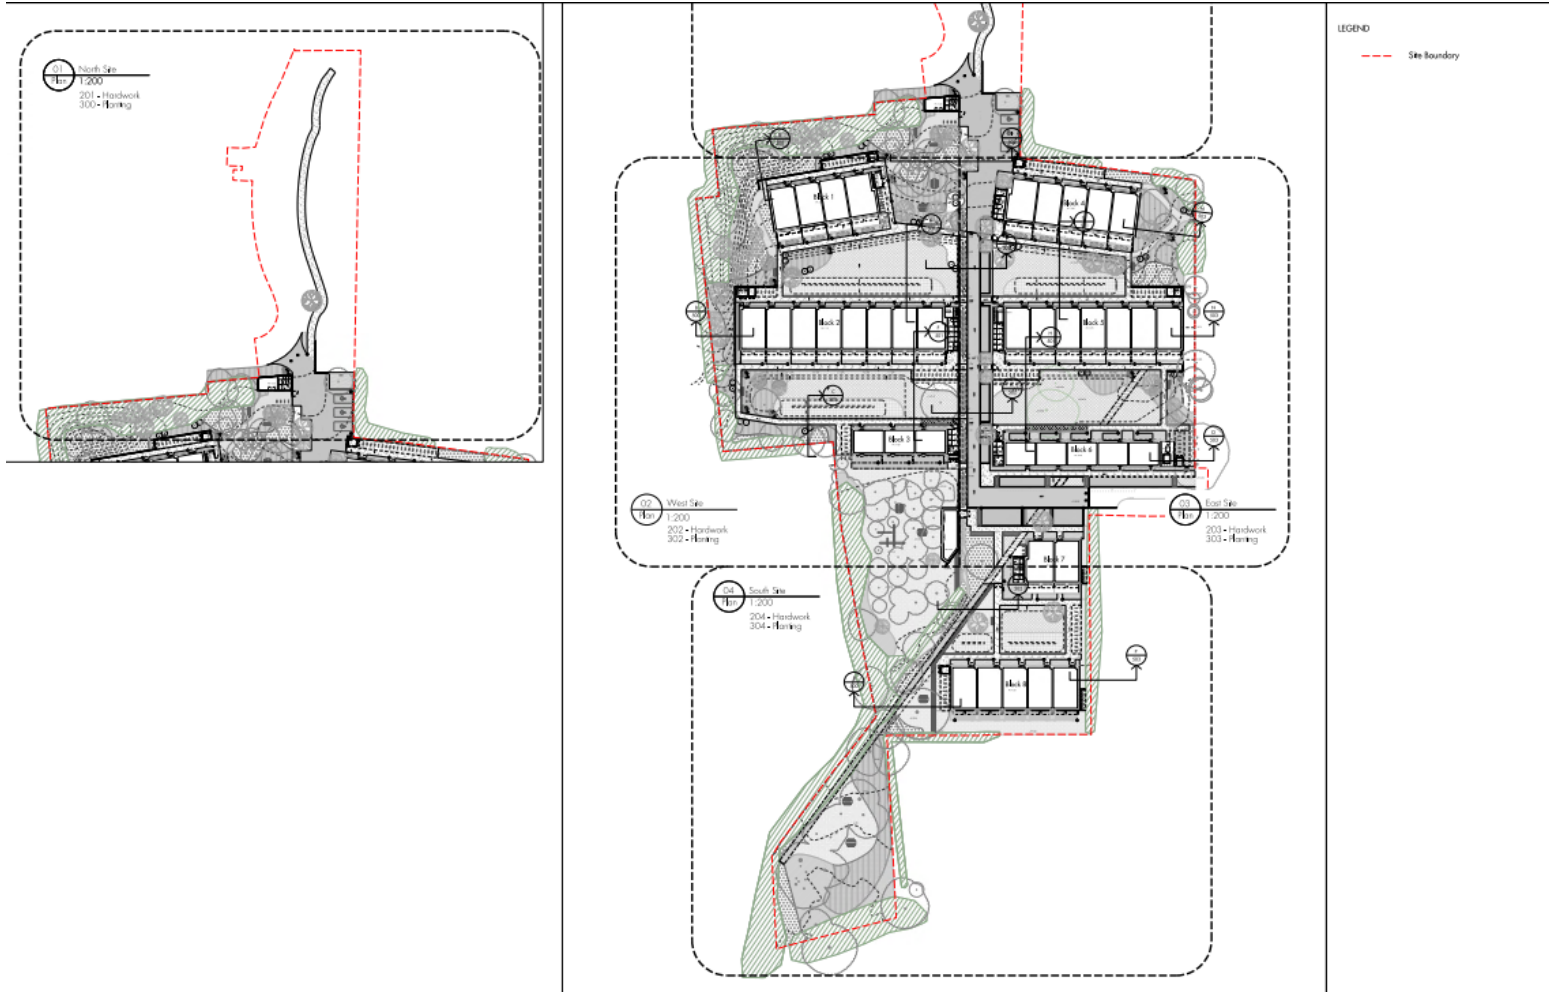 01
Plan
North Site
1:200
201 - Hardwork
300 - Planting
LEGEND
Site Boundary
Block 1
Block 4
Block 2
Block 5
Block 3
Block 6
02
Plan
West Site
1:200
202 - Hardwork
302 - Planting
03
Plan
East Site
1:200
203 - Hardwork
303 - Planting
Block 7
04
Plan
South Site
1:200
204 - Hardwork
304 - Planting
Block 8